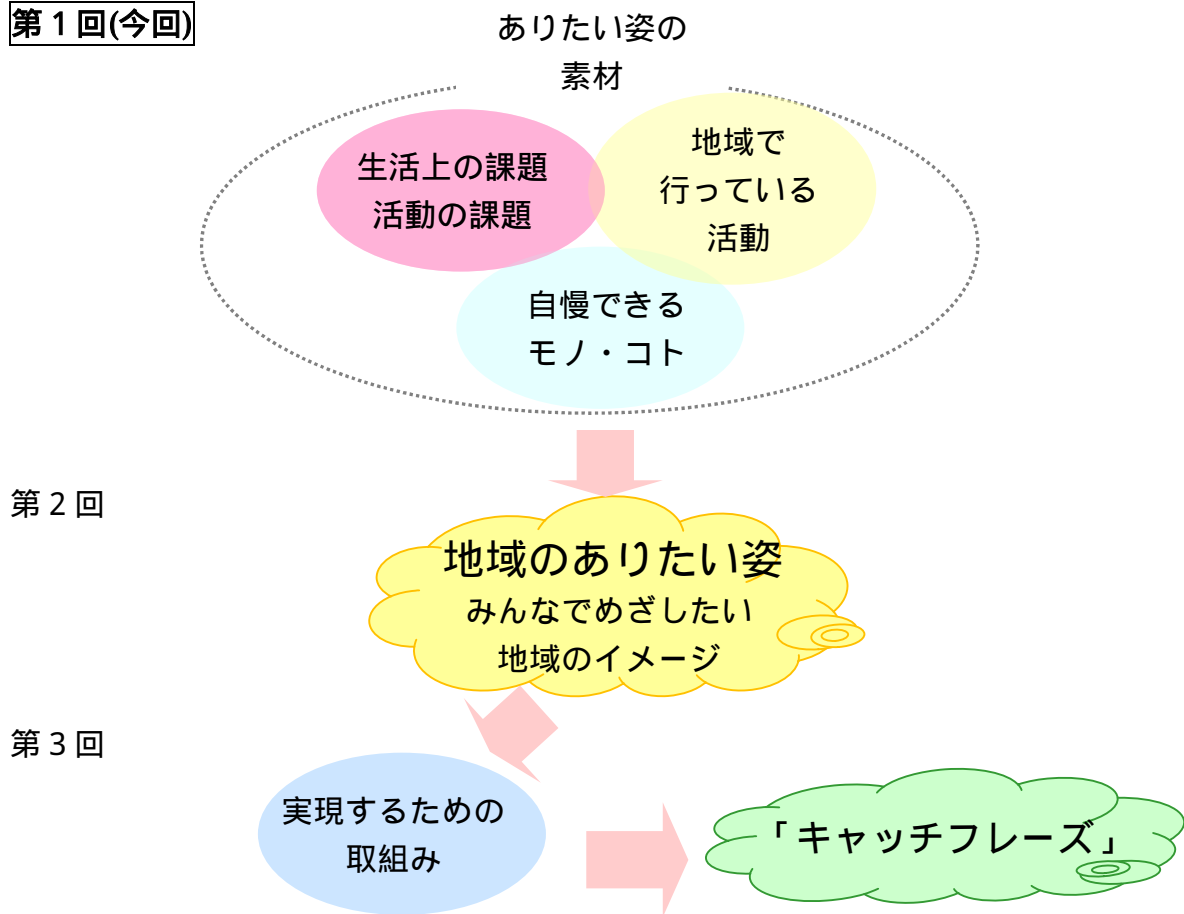 第1回(今回)
ありたい姿の
素材
生活上の課題
活動の課題
地域で
行っている
活動
自慢できる
モノ・コト
第2回
地域のありたい姿
みんなでめざしたい
地域のイメージ
第3回
実現するための
取組み
「キャッチフレーズ」